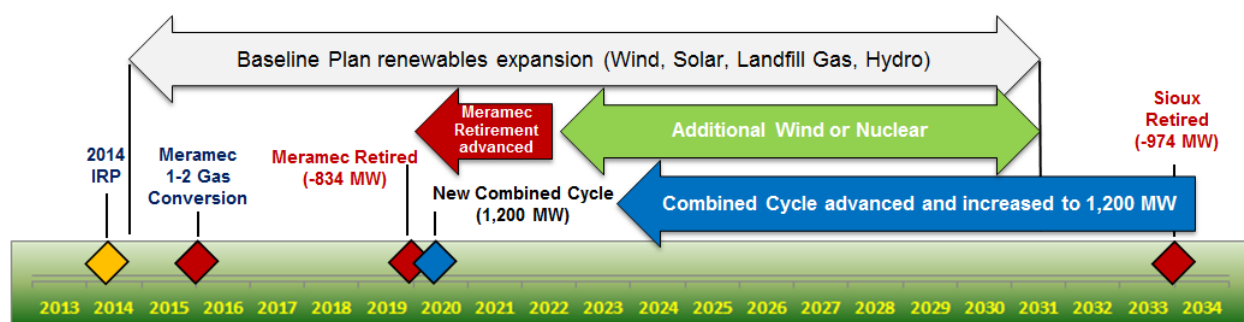 Baseline Plan renewables expansion (Wind, Solar, Landfill Gas, Hydro)
Meramec
Retirement
advanced
Additional Wind or Nuclear
Sioux
Retired
(-974 MW)
2014
IRP
Meramec
1-2 Gas
Conversion
Meramec Retired
(-834 MW)
New Combined Cycle
(1,200 MW)
Combined Cycle advanced and increased to 1,200 MW
2013 2014 2015 2016 2017 2018 2019 2020 2021 2022 2023 2024 2025 2026 2027 2028 2029 2030 2031 2032 2033 2034